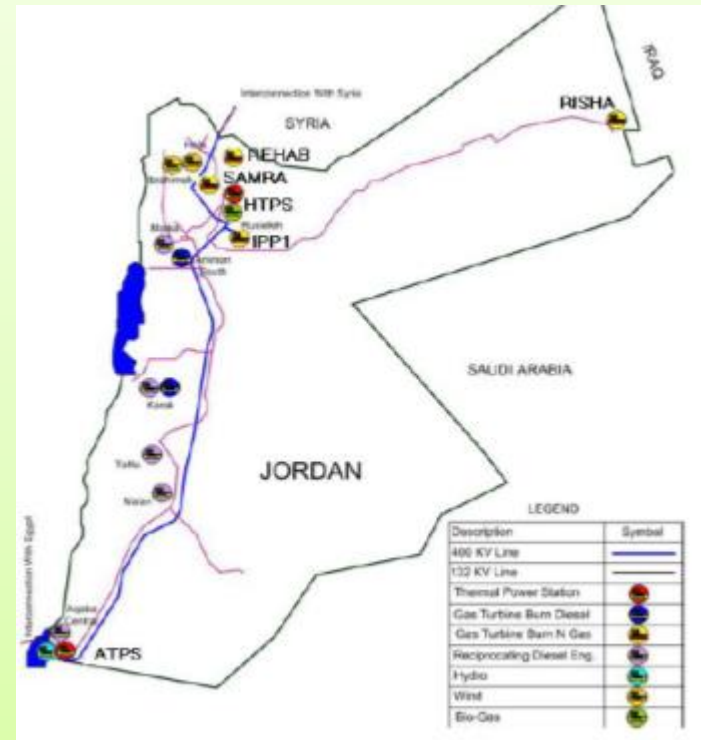 IRAQ
Interconnection With Syria
RISHA
SYRIA
REHAB
SAMRA
HTPS
IPP1
South
SAUDI ARABIA
Karak
JORDAN
Interconnection With Egypt
Aqaba
Central
ATPS
LEGEND
Description Symbol
400 KV Line
132 KV Line
Thermal Power Station
Gas Turbine Burn Diesel
Gas Turbine Burn N Gas
Reciprocating Diesel Eng.
Hydro
Wind
Bio-Gas